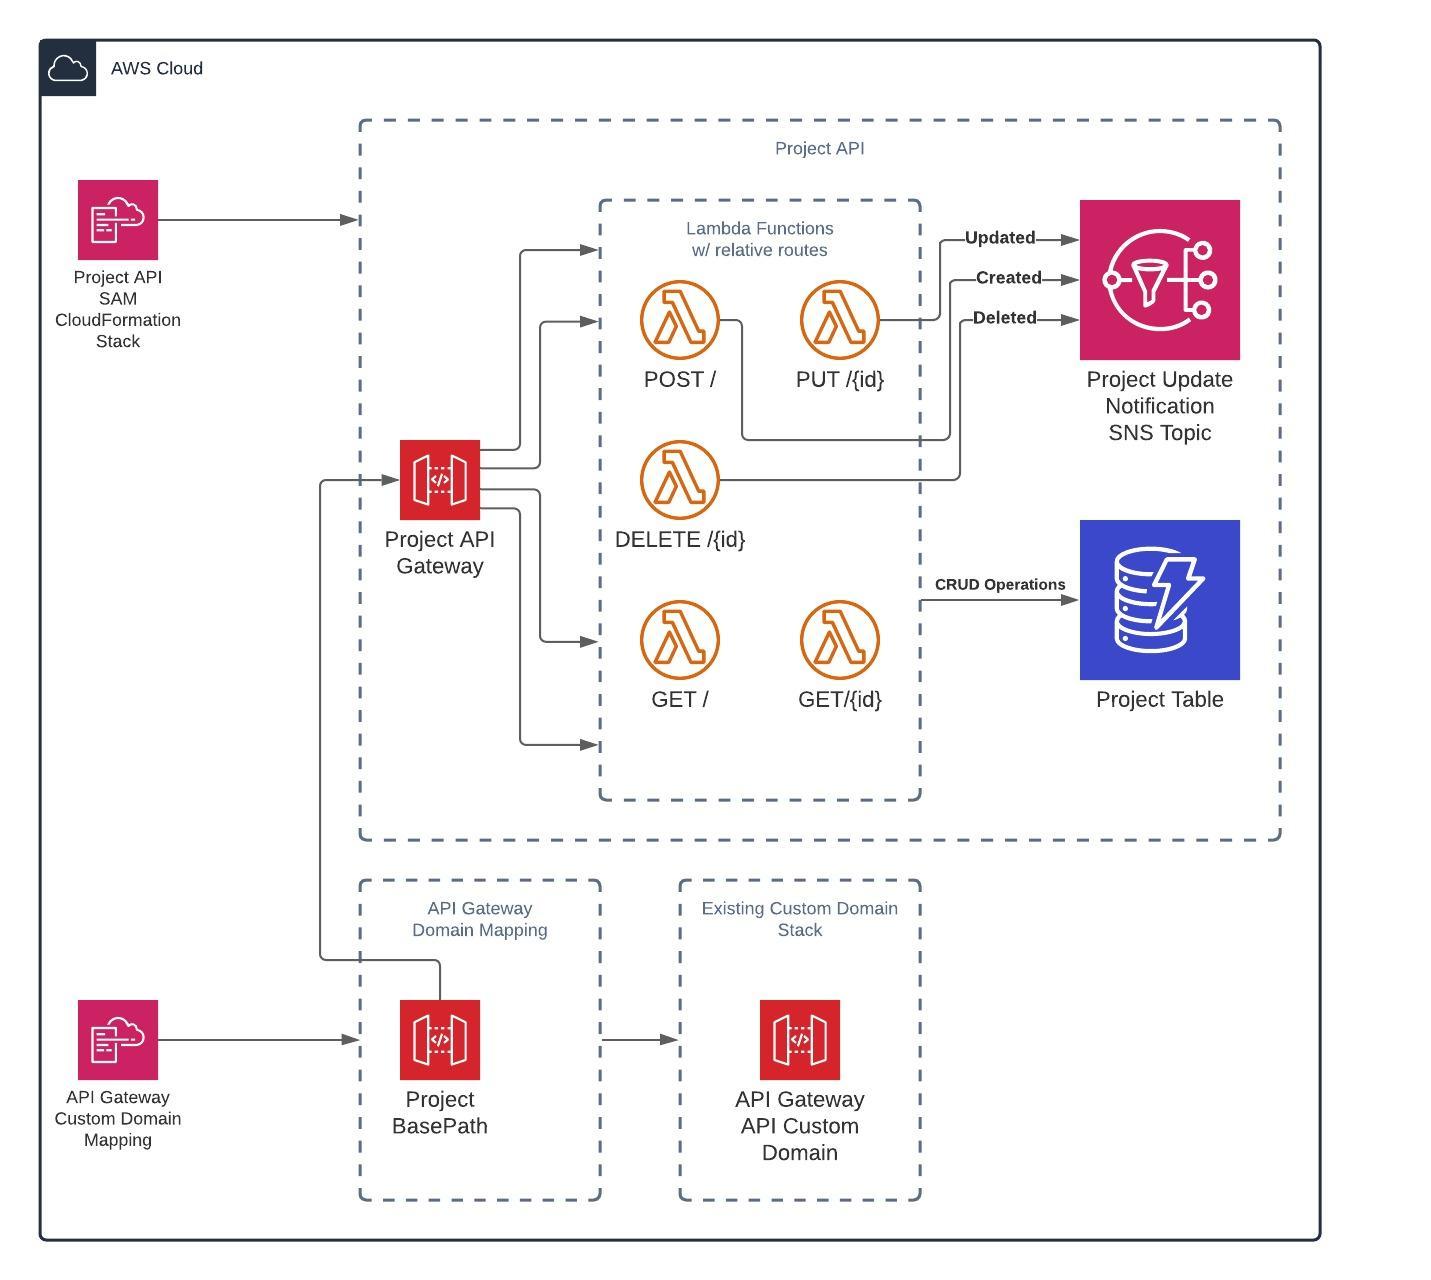 AWS Cloud
Project API
Project API
SAM
CloudFormation
Stack
Lambda Functions
w/ relative routes
POST /
PUT /{id}
DELETE /{id}
GET /
GET/{id}
Updated
Created
Deleted
Project Update
Notification
SNS Topic
Project API
Gateway
CRUD Operations
Project Table
API Gateway
Domain Mapping
Existing Custom Domain
Stack
API Gateway
Custom Domain
Mapping
Project
BasePath
API Gateway
API Custom
Domain